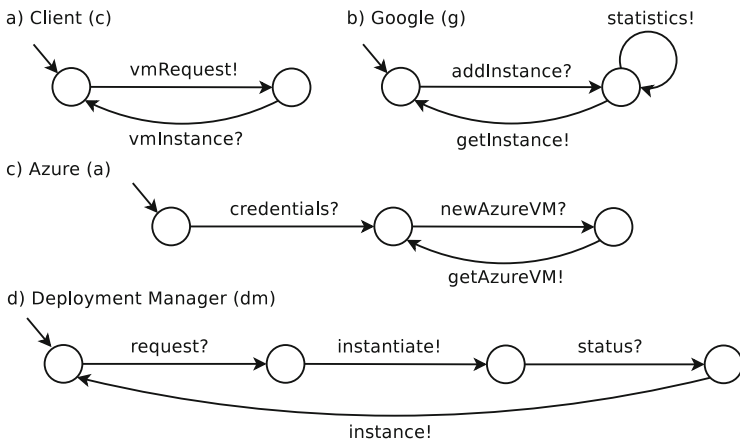 a) Client (c)
b) Google (g)
statistics!
vmRequest!
addInstance?
vmInstance?
getInstance!
c) Azure (a)
credentials?
newAzureVM?
getAzureVM!
d) Deployment Manager (dm)
request?
instantiate!
status?
instance!